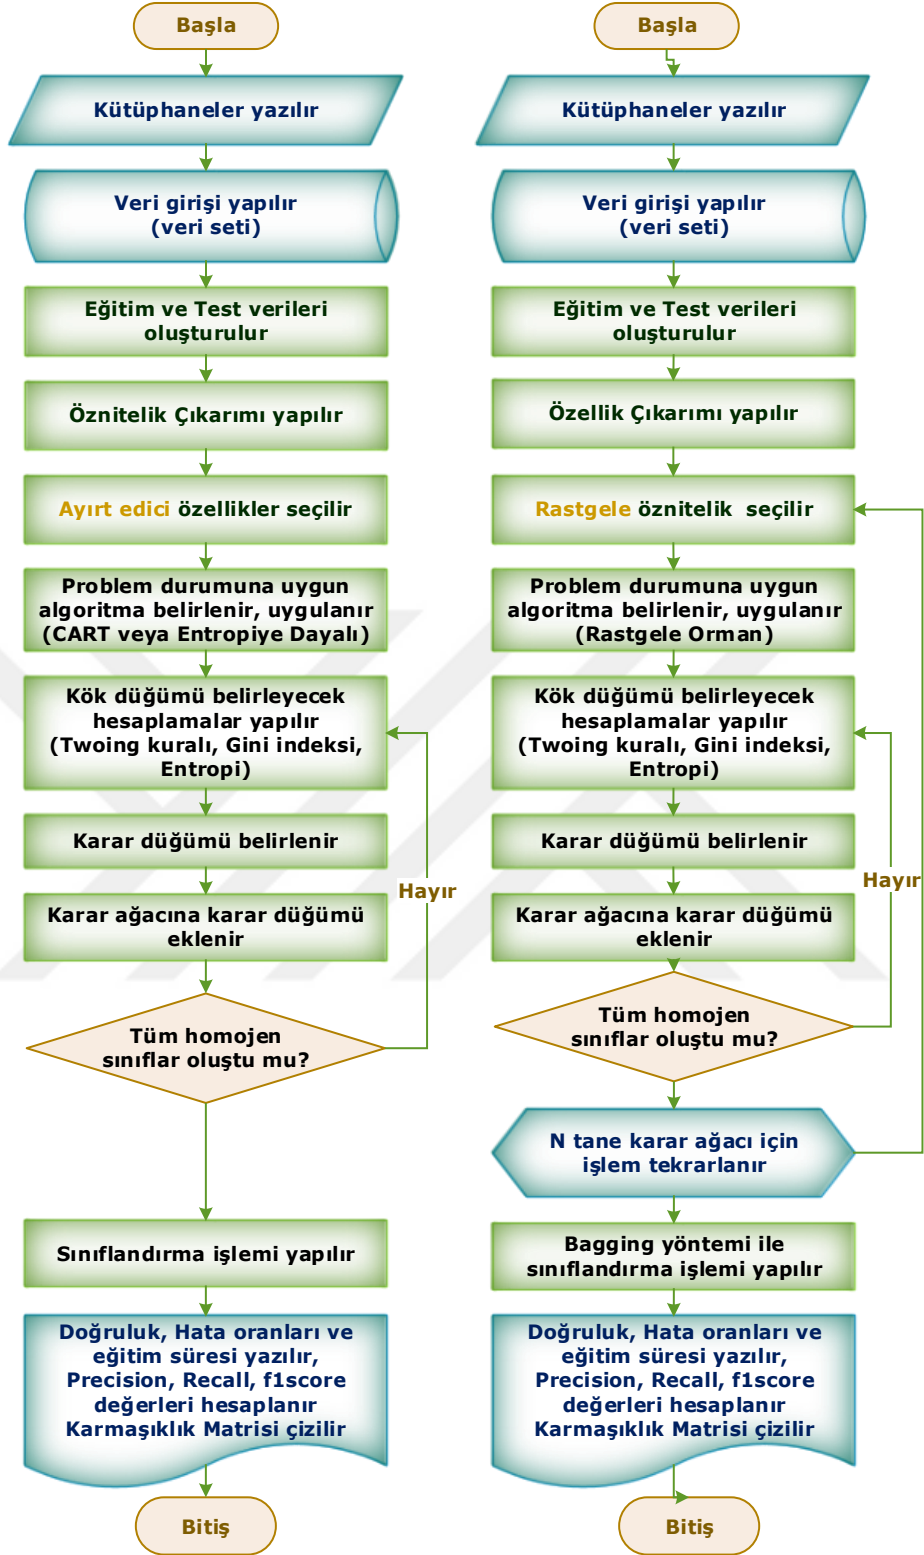 Başla
Kütüphaneler yazılır
Veri girişi yapılır
(veri seti)
Eğitim ve Test verileri
oluşturulur
Öznitelik Çıkarımı yapılır
Ayırt edici özellikler seçilir
Problem durumuna uygun
algoritma belirlenir, uygulanır
(CART veya Entropiye Dayalı)
Kök düğümü belirleyecek
hesaplamalar yapılır
(Twoing kuralı, Gini indeksi,
Entropi)
Karar düğümü belirlenir
Hayır
Karar ağacına karar düğümü
eklenir
Tüm homojen
sınıflar oluştu mu?
Sınıflandırma işlemi yapılır
Doğruluk, Hata oranları ve
eğitim süresi yazılır,
Precision, Recall, f1score
değerleri hesaplanır
Karmaşıklık Matrisi çizilir
Bitiş
Başla
Kütüphaneler yazılır
Veri girişi yapılır
(veri seti)
Eğitim ve Test verileri
oluşturulur
Özellik Çıkarımı yapılır
Rastgele öznitelik  seçilir
Problem durumuna uygun
algoritma belirlenir, uygulanır
(Rastgele Orman)
Kök düğümü belirleyecek
hesaplamalar yapılır
(Twoing kuralı, Gini indeksi,
Entropi)
Karar düğümü belirlenir
Hayır
Karar ağacına karar düğümü
eklenir
Tüm homojen
sınıflar oluştu mu?
N tane karar ağacı için
işlem tekrarlanır
Bagging yöntemi ile
sınıflandırma işlemi yapılır
Doğruluk, Hata oranları ve
eğitim süresi yazılır,
Precision, Recall, f1score
değerleri hesaplanır
Karmaşıklık Matrisi çizilir
Bitiş